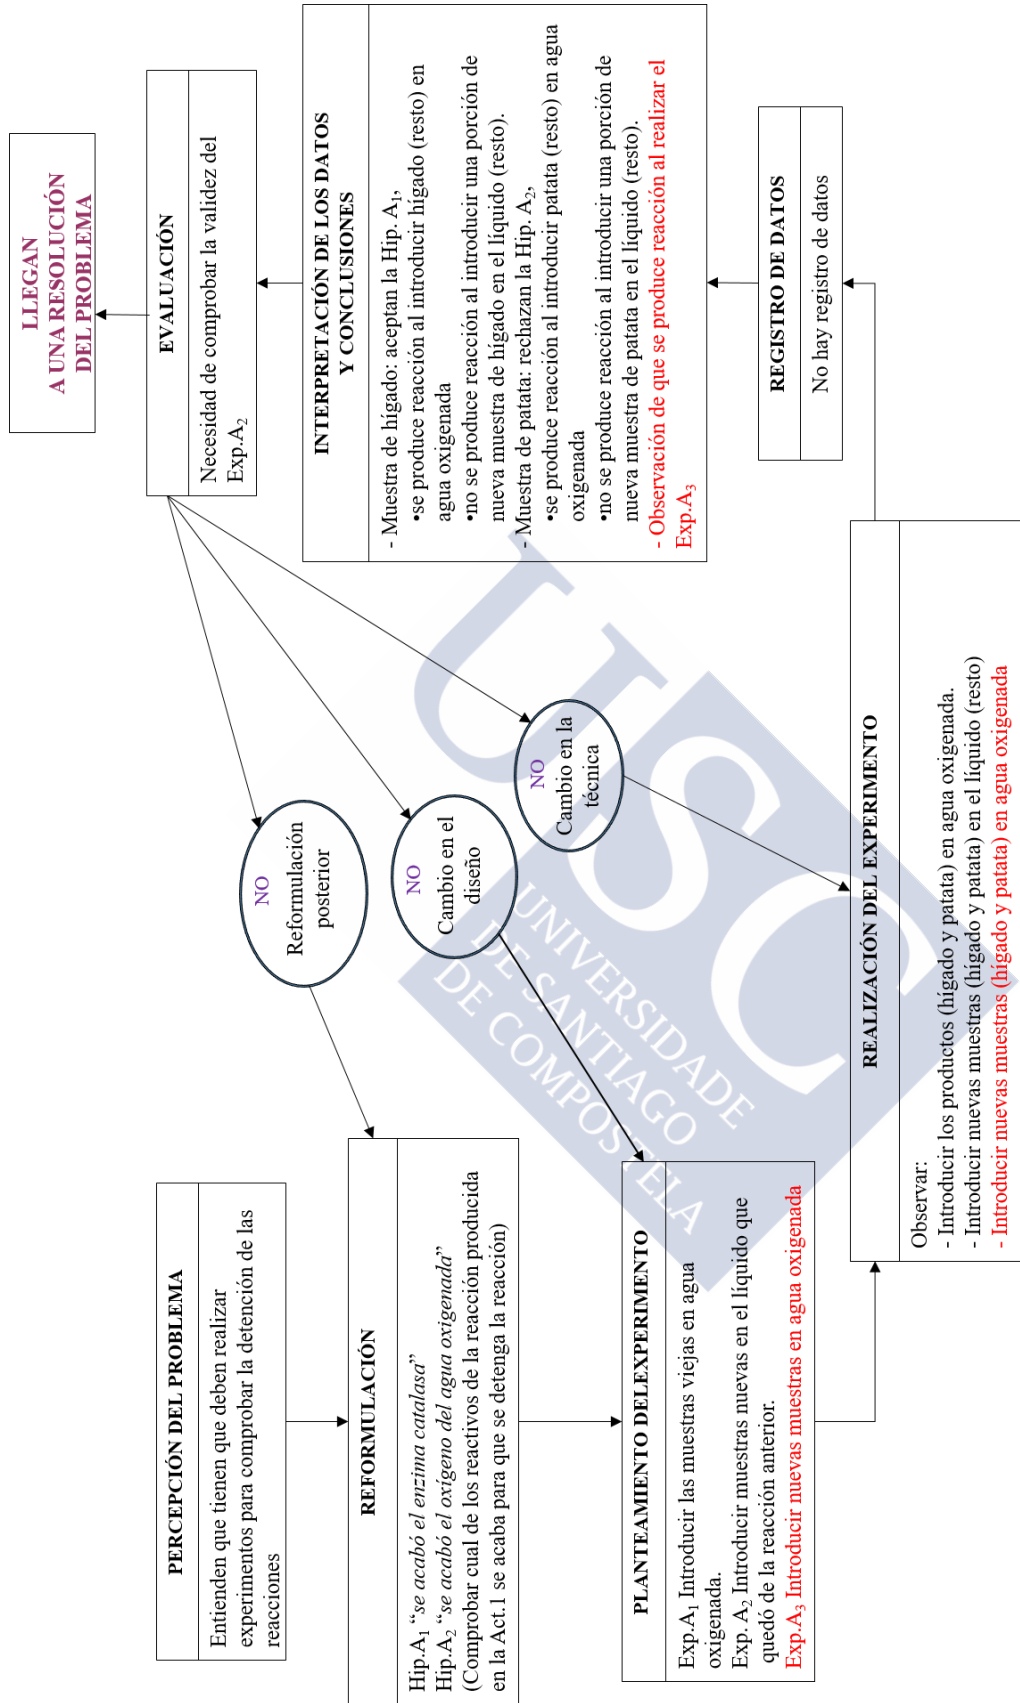 PERCEPCIÓN DEL PROBLEMA
Entienden que tienen que deben realizar
experimentos para comprobar la detención de las
reacciones
REFORMULACIÓN
Hip.A1 “se acabó el enzima catalasa”
Hip.A2 “se acabó el oxígeno del agua oxigenada”
(Comprobar cual de los reactivos de la reacción producida
en la Act.1 se acaba para que se detenga la reacción)
PLANTEAMIENTO DELEXPERIMENTO
Exp.A1 Introducir las muestras viejas en agua
oxigenada.
Exp. A2 Introducir muestras nuevas en el líquido que
quedó de la reacción anterior.
Exp.A3 Introducir nuevas muestras en agua oxigenada
REALIZACIÓN DEL EXPERIMENTO
Observar:
- Introducir los productos (hígado y patata) en agua oxigenada.
- Introducir nuevas muestras (hígado y patata) en el líquido (resto)
- Introducir nuevas muestras (hígado y patata) en agua oxigenada
REGISTRO DE DATOS
No hay registro de datos
INTERPRETACIÓN DE LOS DATOS
Y CONCLUSIONES
- Muestra de hígado: aceptan la Hip. A1,
•se produce reacción al introducir hígado (resto) en
agua oxigenada
•no se produce reacción al introducir una porción de
nueva muestra de hígado en el líquido (resto).
- Muestra de patata: rechazan la Hip. A2,
•se produce reacción al introducir patata (resto) en agua
oxigenada
•no se produce reacción al introducir una porción de
nueva muestra de patata en el líquido (resto).
- Observación de que se produce reacción al realizar el
Exp.A3
EVALUACIÓN
Necesidad de comprobar la validez del
Exp.A2
LLEGAN
A UNA RESOLUCIÓN
DEL PROBLEMA
NO
Reformulación
posterior
NO
Cambio en el
diseño
NO
Cambio en la
técnica
USC
UNIVERSIDADE
DE SANTIAGO
DE COMPOSTELA